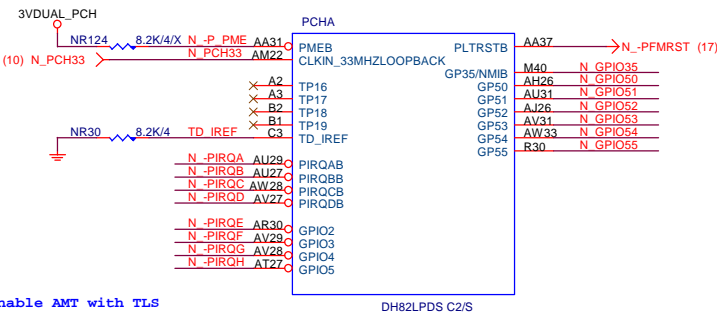 3VDUAL_PCH
PCHA
NR124 8.2K/4/X N_-P_PME AA31 PMEB PLTRSTB AA37 N_-PFMRST (17)
(10) N_PCH33 N_PCH33 AM22 CLKIN_33MHZLOOPBACK
GP35/NMIB M40 N_GPIO35
A2 TP16 GP50 AH26 N_GPIO50
A3 TP17 GP51 AU31 N_GPIO51
B2 TP18 GP52 AJ26 N_GPIO52
B1 TP19 GP53 AV31 N_GPIO53
NR30 8.2K/4 TD_IREF C3 TD_IREF GP54 AW33 N_GPIO54
GP55 R30 N_GPIO55
N_-PIRQA AU29 PIRQAB
N_-PIRQB AU27 PIRQBB
N_-PIRQC AW28 PIRQCB
N_-PIRQD AV27 PIRQDB
N_-PIRQE AR30 GPIO2
N_-PIRQF AV29 GPIO3
N_-PIRQG AV28 GPIO4
N_-PIRQH AT27 GPIO5
nable AMT with TLS
DH82LPDS C2/S